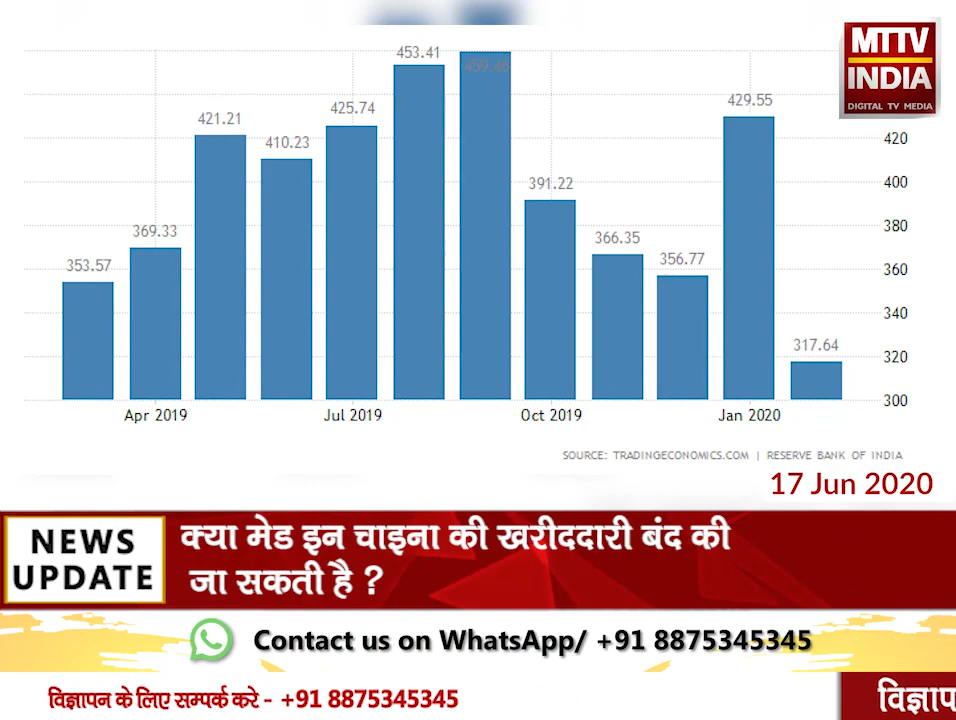 MTTV
INDIA
DIGITAL TV MEDIA
453.41
459.46
429.55
421.21
425.74
410.23
391.22
369.33
366.35
353.57
356.77
317.64
420
400
380
360
340
320
300
Apr 2019
Jul 2019
Oct 2019
Jan 2020
SOURCE: TRADINGECONOMICS.COM | RESERVE BANK OF INDIA
17 Jun 2020
NEWS
UPDATE
क्या मेड इन चाइना की खरीददारी बंद की
जा सकती है ?
Contact us on WhatsApp/ +91 8875345345
विज्ञापन के लिए सम्पर्क करे - +91 8875345345